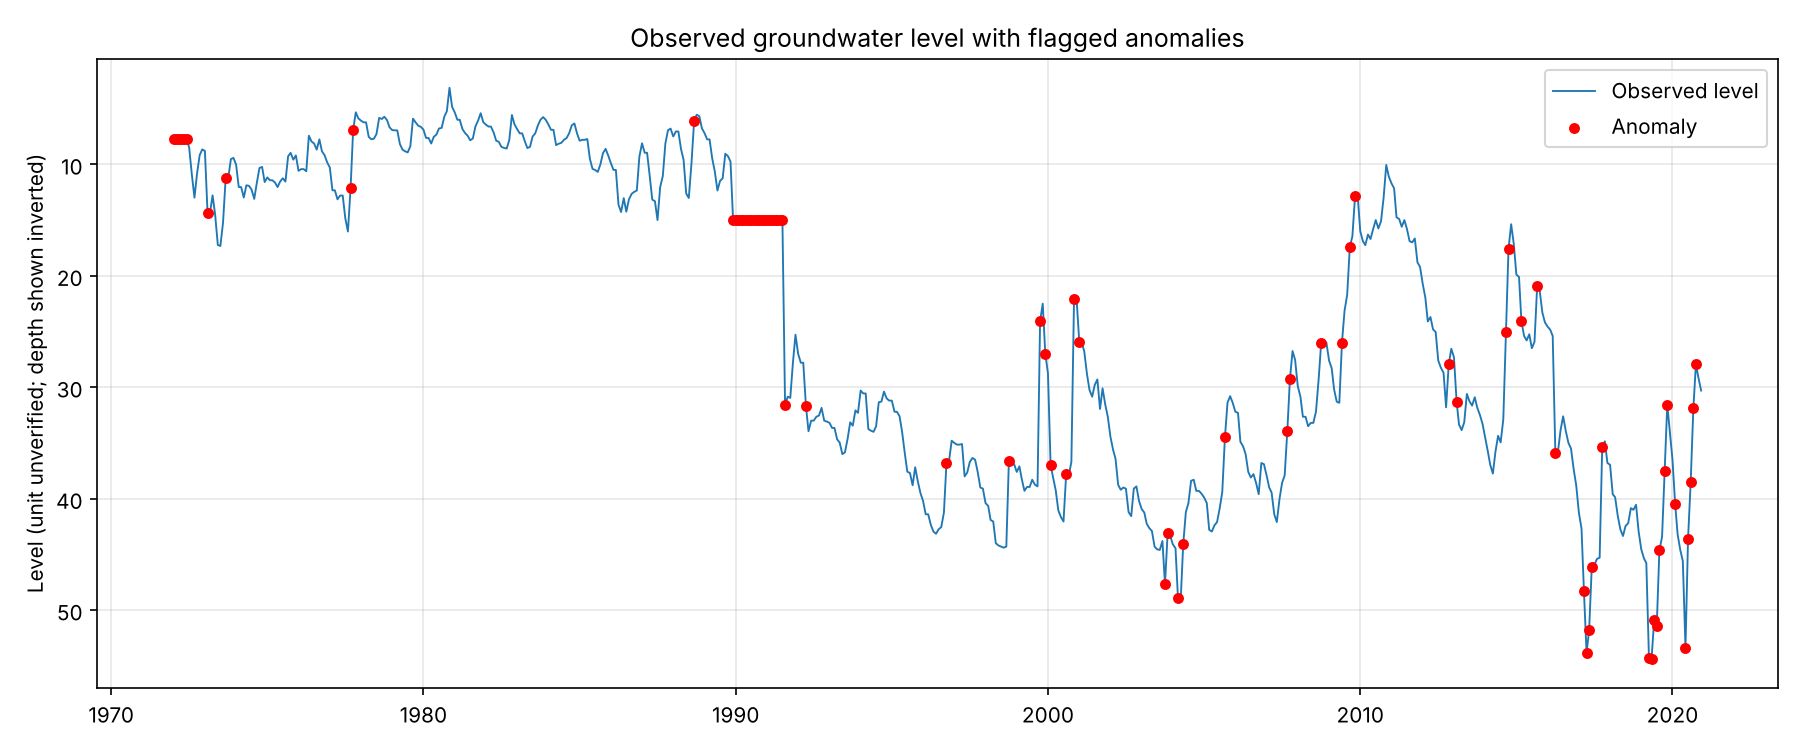 Observed groundwater level with flagged anomalies
Level (unit unverified; depth shown inverted)
10
20
30
40
50
1970
1980
1990
2000
2010
2020
Observed level
Anomaly